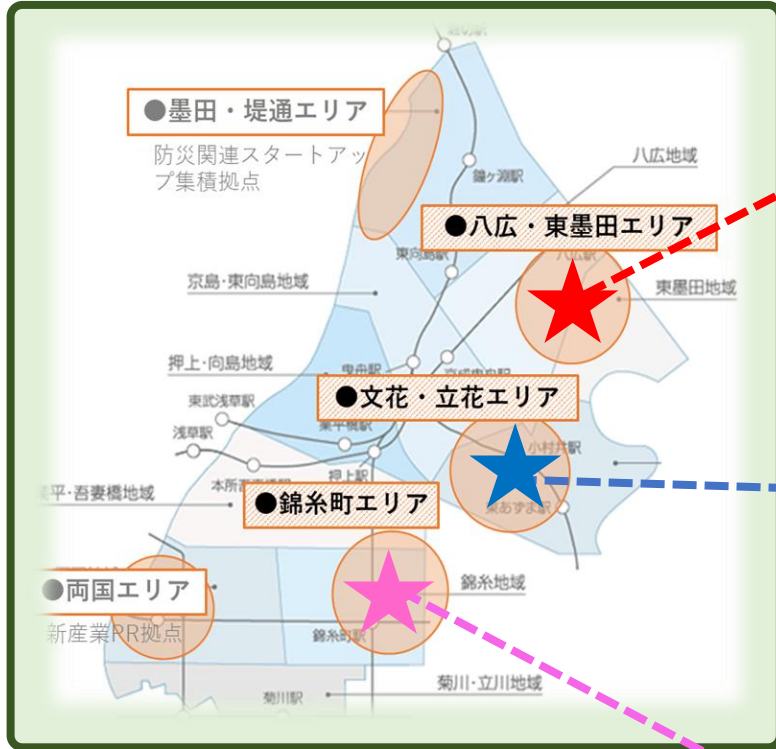 ●墨田・堤通エリア
防災関連スタートアッ
プ集積拠点
鐘ヶ淵駅
八広地域
●八広・東墨田エリア
東向島駅
八広駅
京島・東向島地域
東墨田地域
押上・向島地域
曳舟駅
●文花・立花エリア
東武浅草駅
浅草駅
小村井駅
押上駅
東あずま駅
平・吾妻橋地域
●錦糸町エリア
●両国エリア
錦糸地域
新産業PR拠点
錦糸町駅
菊川・立川地域
菊川駅